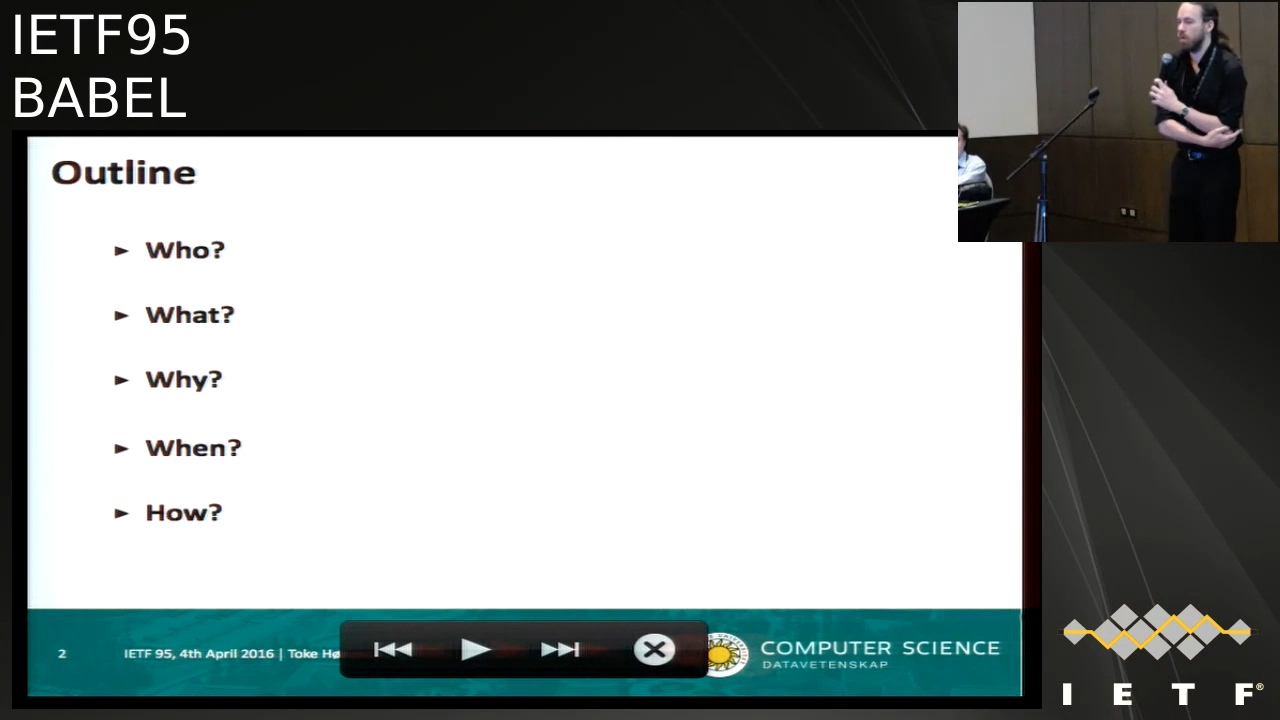 IETF95
BABEL
Outline
► Who?
► What?
► Why?
► When?
► How?
2
IETF 95, 4th April 2016 | Toke Hø
COMPUTER SCIENCE
DATAVETENSKAP
I E T F®